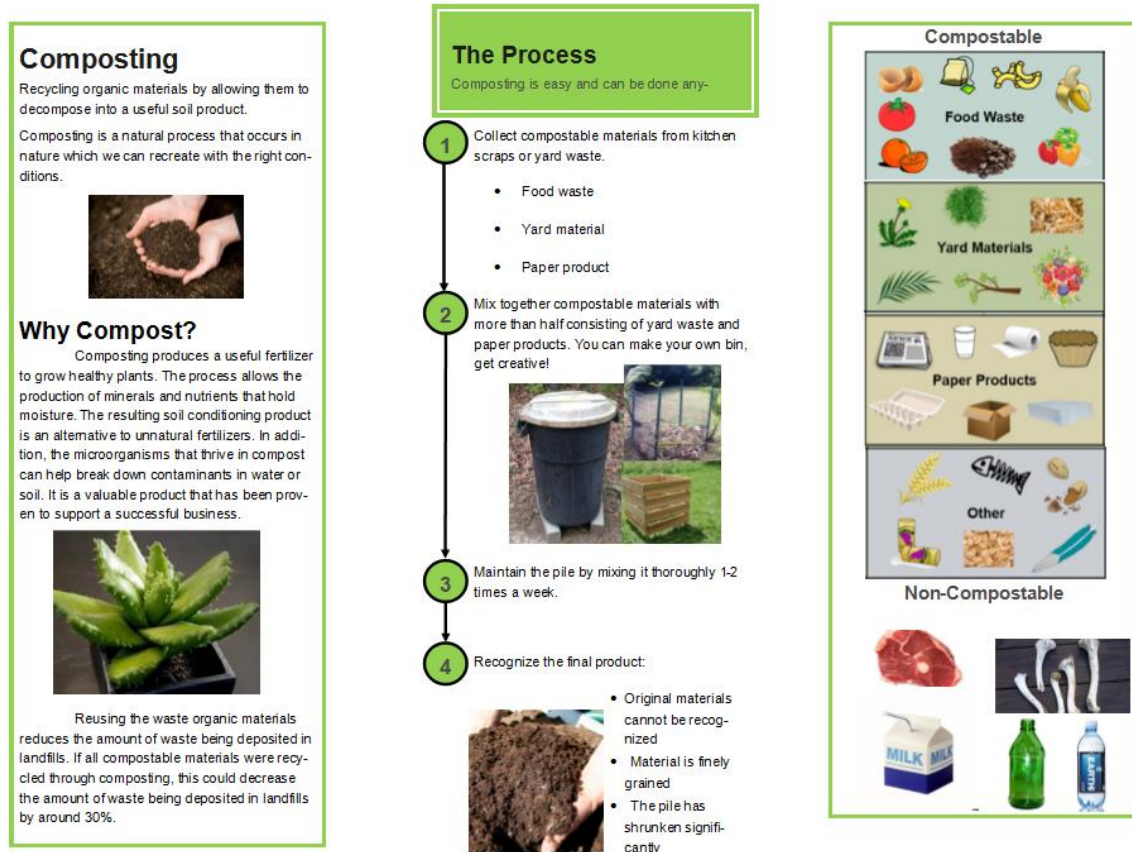 Composting
Recycling organic materials by allowing them to
decompose into a useful soil product.
Composting is a natural process that occurs in
nature which we can recreate with the right con-
ditions.
Why Compost?
Composting produces a useful fertilizer
to grow healthy plants. The process allows the
production of minerals and nutrients that hold
moisture. The resulting soil conditioning product
is an alternative to unnatural fertilizers. In addi-
tion, the microorganisms that thrive in compost
can help break down contaminants in water or
soil. It is a valuable product that has been prov-
en to support a successful business.
Reusing the waste organic materials
reduces the amount of waste being deposited in
landfills. If all compostable materials were recy-
cled through composting, this could decrease
the amount of waste being deposited in landfills
by around 30%.
The Process
Composting is easy and can be done any-
1
Collect compostable materials from kitchen
scraps or yard waste.
• Food waste
• Yard material
• Paper product
2
Mix together compostable materials with
more than half consisting of yard waste and
paper products. You can make your own bin,
get creative!
3
Maintain the pile by mixing it thoroughly 1-2
times a week.
4
Recognize the final product:
• Original materials
cannot be recog-
nized
• Material is finely
grained
• The pile has
shrunken signifi-
cantly
Compostable
Food Waste
Yard Materials
NEWS
Paper Products
Other
Non-Compostable
MILK MILK
EARTH